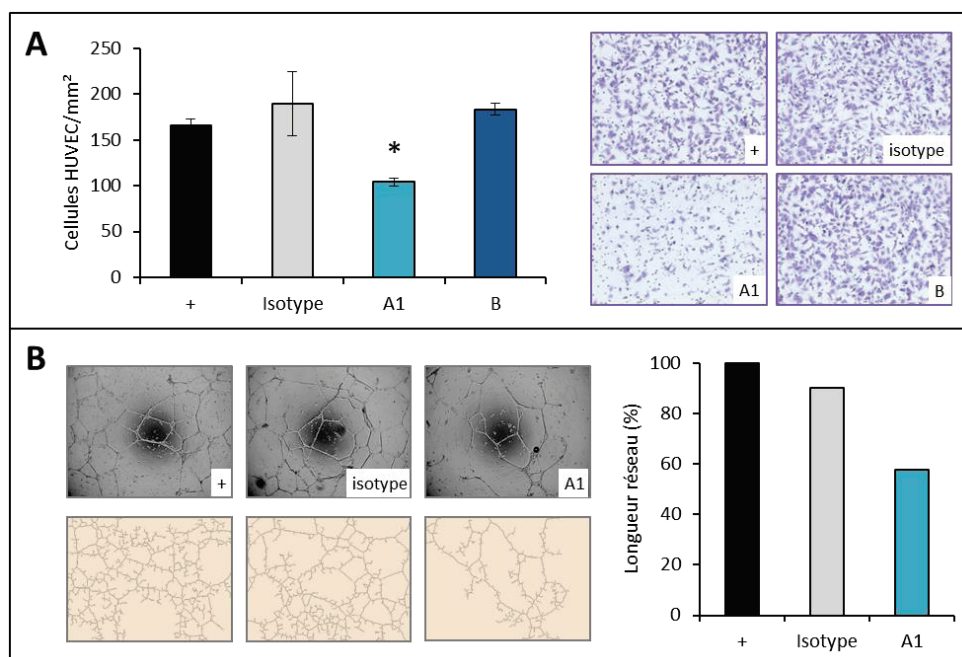 A
Cellules HUVEC/mm²
250
200
150
100
50
0
*
+
Isotype
A1
B
+
isotype
A1
B
B
+
isotype
A1
Longueur réseau (%)
100
80
60
40
20
0
+
Isotype
A1